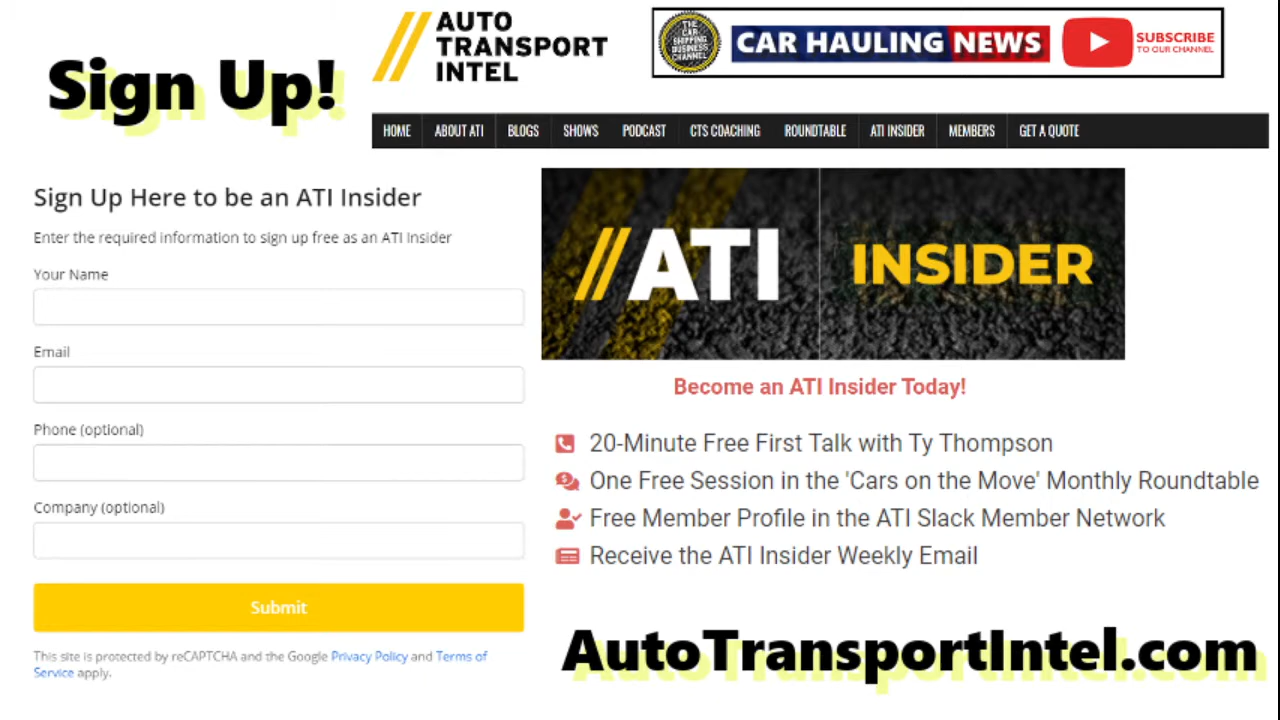 Sign Up!
AUTO
TRANSPORT
INTEL
THE
CAR
SHIPPING
BUSINESS
CHANNEL
CAR HAULING NEWS
SUBSCRIBE
TO OUR CHANNEL
HOME ABOUT ATI BLOGS SHOWS PODCAST CTS COACHING ROUNDTABLE ATI INSIDER MEMBERS GET A QUOTE
Sign Up Here to be an ATI Insider
Enter the required information to sign up free as an ATI Insider
Your Name
Email
Phone (optional)
Company (optional)
Submit
This site is protected by reCAPTCHA and the Google Privacy Policy and Terms of
Service apply.
//ATI INSIDER
Become an ATI Insider Today!
20-Minute Free First Talk with Ty Thompson
One Free Session in the 'Cars on the Move' Monthly Roundtable
Free Member Profile in the ATI Slack Member Network
Receive the ATI Insider Weekly Email
AutoTransportIntel.com